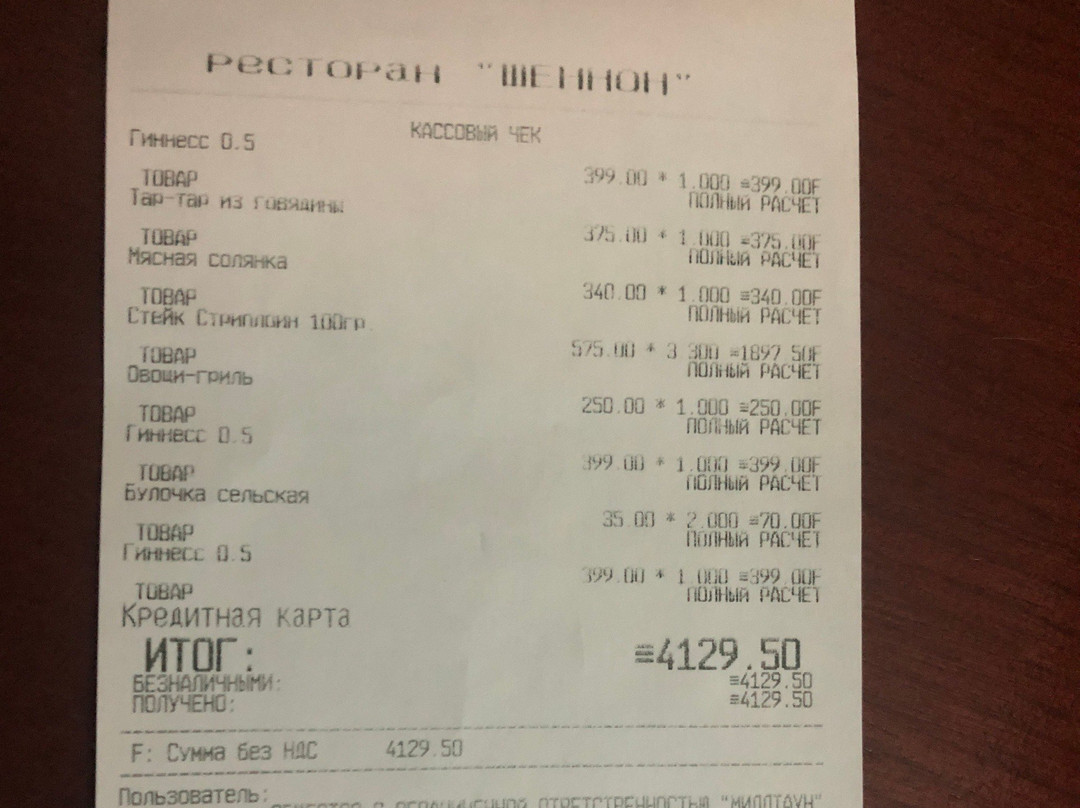 Ресторан "ШЕННОН"
КАССОВЫЙ ЧЕК
Гиннесс 0.5
399.00 * 1.000 ≡399.00F
ТОВАР ПОЛНЫЙ РАСЧЕТ
Тар-тар из говядины
375.00 * 1.000 ≡375.00F
ТОВАР ПОЛНЫЙ РАСЧЕТ
Мясная солянка
340.00 * 1.000 ≡340.00F
ТОВАР ПОЛНЫЙ РАСЧЕТ
Стейк Стриплоин 100гр.
575.00 * 3.300 ≡1897.50F
ТОВАР ПОЛНЫЙ РАСЧЕТ
Овощи-гриль
250.00 * 1.000 ≡250.00F
ТОВАР ПОЛНЫЙ РАСЧЕТ
Гиннесс 0.5
399.00 * 1.000 ≡399.00F
ТОВАР ПОЛНЫЙ РАСЧЕТ
Булочка сельская
35.00 * 2.000 ≡70.00F
ТОВАР ПОЛНЫЙ РАСЧЕТ
Гиннесс 0.5
399.00 * 1.000 ≡399.00F
ТОВАР ПОЛНЫЙ РАСЧЕТ
Кредитная карта
ИТОГ: ≡4129.50
БЕЗНАЛИЧНЫМИ: ≡4129.50
ПОЛУЧЕНО: ≡4129.50
F: Сумма без НДС 4129.50
Пользователь:
ОБЩЕСТВО С ОГРАНИЧЕННОЙ ОТВЕТСТВЕННОСТЬЮ "МИЛЛТАУН"